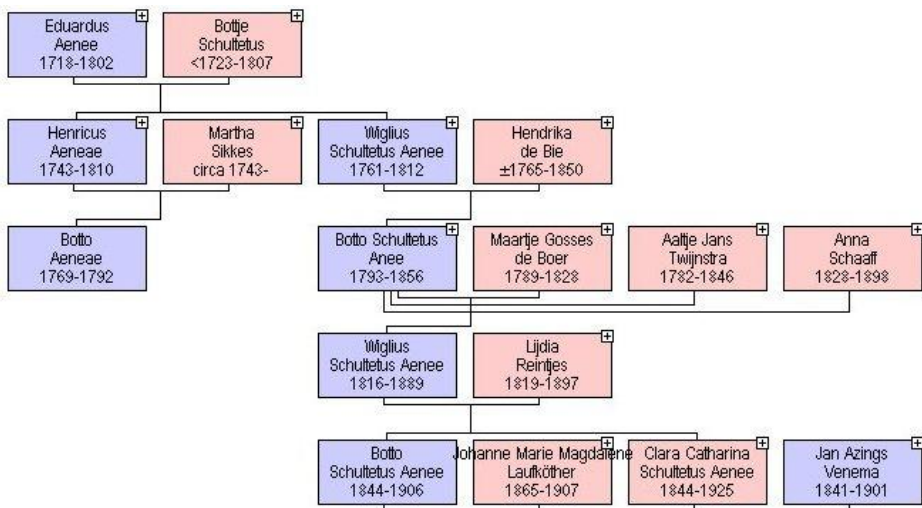 Eduardus
Aenee
1718-1802
Bottje
Schultetus
<1723-1807
Henricus
Aeneae
1743-1810
Martha
Sikkes
circa 1743-
Wiglius
Schultetus Aenee
1761-1812
Hendrika
de Bie
±1765-1850
Botto
Aeneae
1769-1792
Botto Schultetus
Anee
1793-1856
Maartje Gosses
de Boer
1789-1828
Aaltje Jans
Twijnstra
1782-1846
Anna
Schaaff
1828-1898
Wiglius
Schultetus Aenee
1816-1889
Lijdia
Reintjes
1819-1897
Botto
Schultetus Aenee
1844-1906
Johanne Marie Magdalene
Laufköther
1865-1907
Clara Catharina
Schultetus Aenee
1844-1925
Jan Azings
Venema
1841-1901